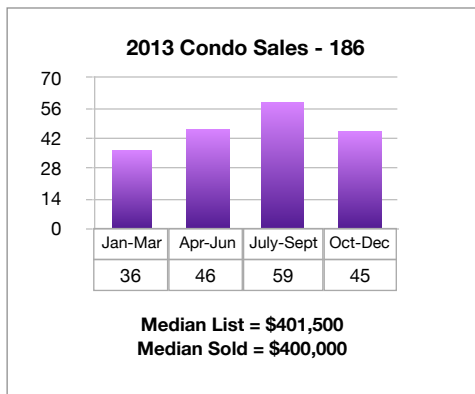 2013 Condo Sales - 186
70
56
42
28
14
0
Jan-Mar Apr-Jun July-Sept Oct-Dec
36 46 59 45
Median List = $401,500
Median Sold = $400,000